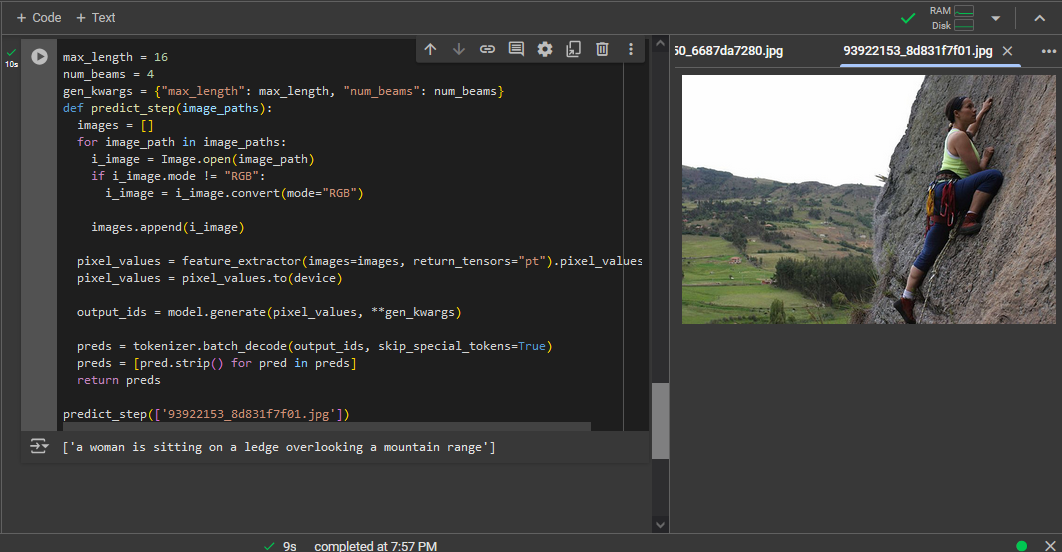 + Code + Text
RAM
Disk
10s
max_length = 16
num_beams = 4
gen_kwargs = {"max_length": max_length, "num_beams": num_beams}
def predict_step(image_paths):
  images = []
  for image_path in image_paths:
    i_image = Image.open(image_path)
    if i_image.mode != "RGB":
      i_image = i_image.convert(mode="RGB")
    images.append(i_image)
  pixel_values = feature_extractor(images=images, return_tensors="pt").pixel_values
  pixel_values = pixel_values.to(device)
  output_ids = model.generate(pixel_values, **gen_kwargs)
  preds = tokenizer.batch_decode(output_ids, skip_special_tokens=True)
  preds = [pred.strip() for pred in preds]
  return preds
predict_step(['93922153_8d831f7f01.jpg'])
['a woman is sitting on a ledge overlooking a mountain range']
50_6687da7280.jpg 93922153_8d831f7f01.jpg
9s completed at 7:57 PM